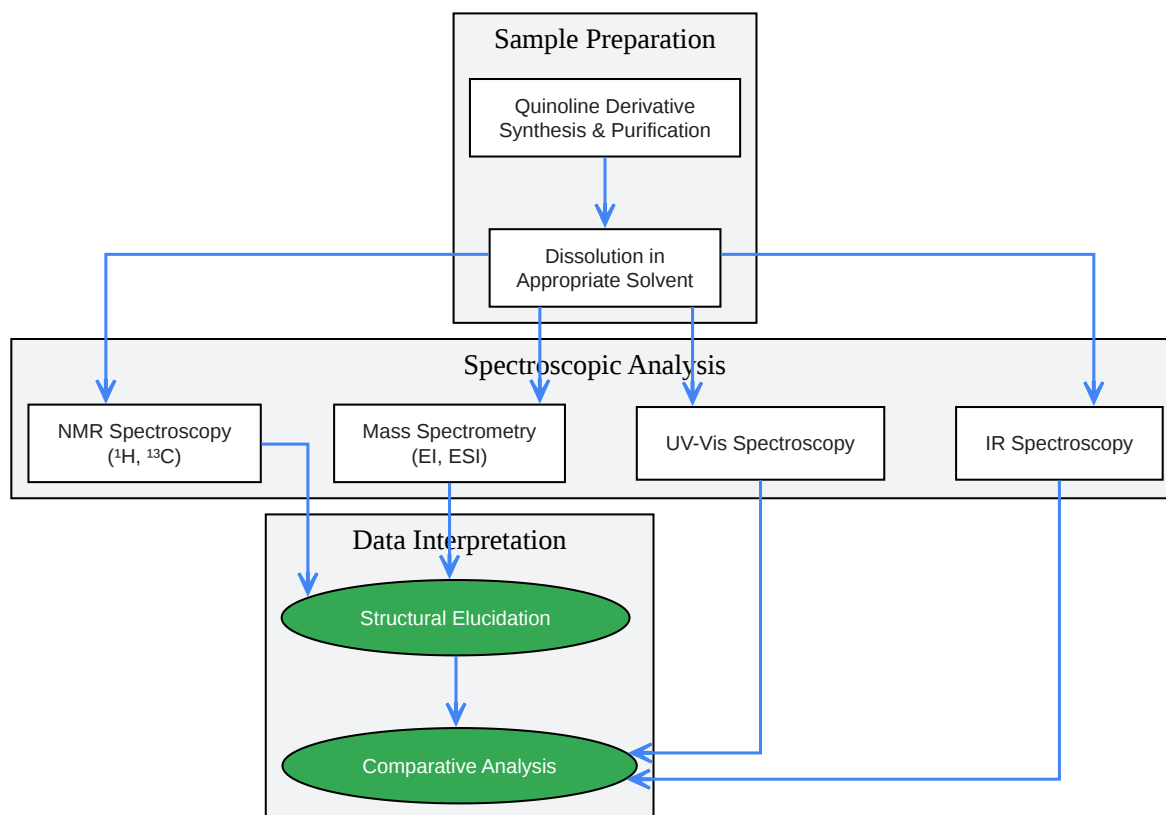 Sample Preparation
Quinoline Derivative
Synthesis & Purification
Dissolution in
Appropriate Solvent
Spectroscopic Analysis
NMR Spectroscopy
(¹H, ¹³C)
Mass Spectrometry
(EI, ESI)
UV-Vis Spectroscopy
IR Spectroscopy
Data Interpretation
Structural Elucidation
Comparative Analysis